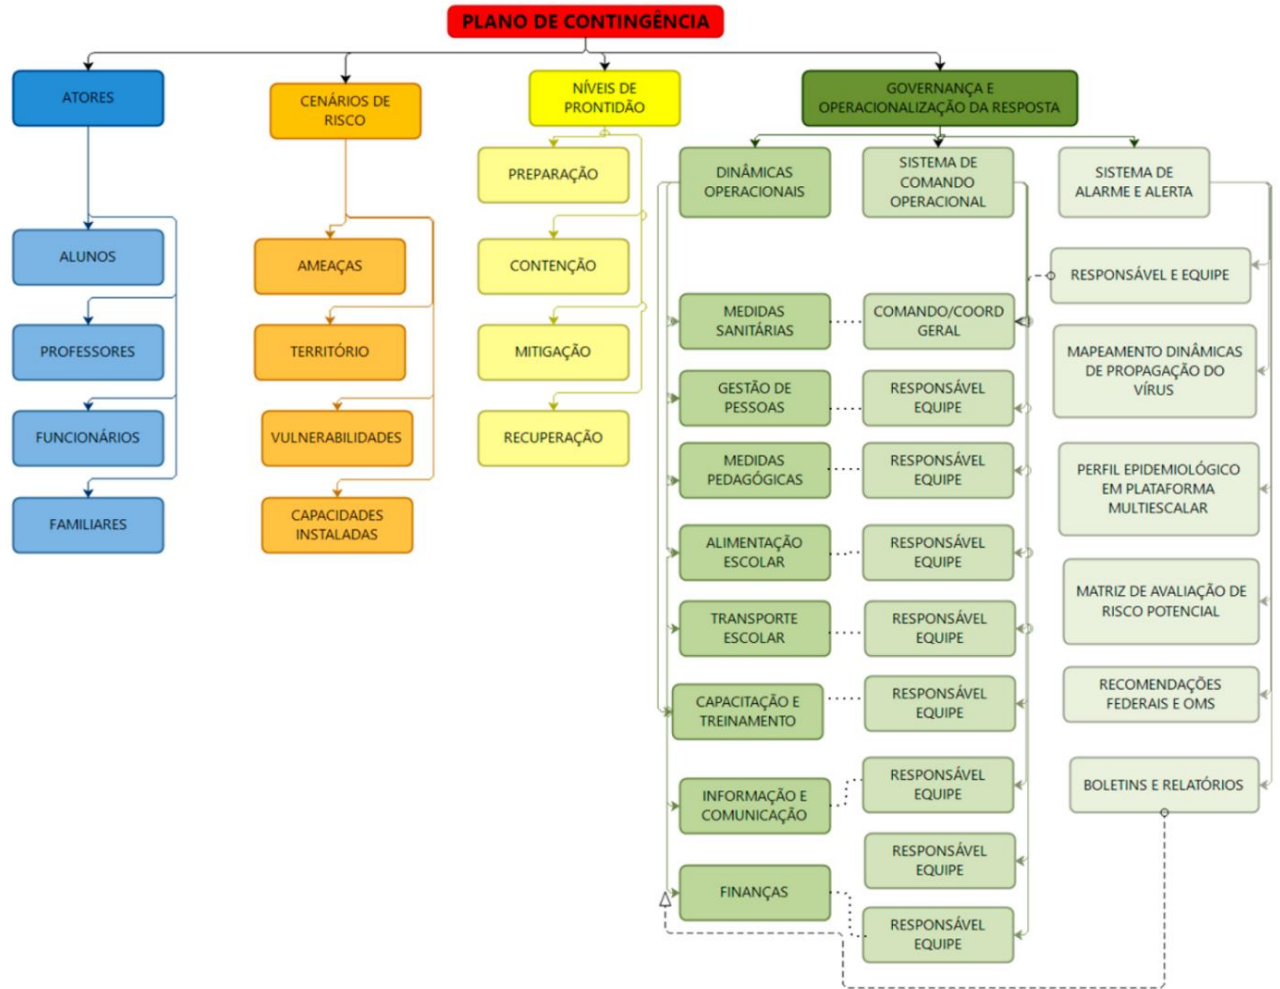 PLANO DE CONTINGÊNCIA
ATORES
ALUNOS
PROFESSORES
FUNCIONÁRIOS
FAMILIARES
CENÁRIOS DE
RISCO
AMEAÇAS
TERRITÓRIO
VULNERABILIDADES
CAPACIDADES
INSTALADAS
NÍVEIS DE
PRONTIDÃO
PREPARAÇÃO
CONTENÇÃO
MITIGAÇÃO
RECUPERAÇÃO
GOVERNANÇA E
OPERACIONALIZAÇÃO DA RESPOSTA
DINÂMICAS
OPERACIONAIS
MEDIDAS
SANITÁRIAS
GESTÃO DE
PESSOAS
MEDIDAS
PEDAGÓGICAS
ALIMENTAÇÃO
ESCOLAR
TRANSPORTE
ESCOLAR
CAPACITAÇÃO E
TREINAMENTO
INFORMAÇÃO E
COMUNICAÇÃO
FINANÇAS
SISTEMA DE
COMANDO
OPERACIONAL
COMANDO/COORD
GERAL
RESPONSÁVEL
EQUIPE
RESPONSÁVEL
EQUIPE
RESPONSÁVEL
EQUIPE
RESPONSÁVEL
EQUIPE
RESPONSÁVEL
EQUIPE
RESPONSÁVEL
EQUIPE
RESPONSÁVEL
EQUIPE
RESPONSÁVEL
EQUIPE
SISTEMA DE
ALARME E ALERTA
RESPONSÁVEL E EQUIPE
MAPEAMENTO DINÂMICAS
DE PROPAGAÇÃO DO
VÍRUS
PERFIL EPIDEMIOLÓGICO
EM PLATAFORMA
MULTIESCALAR
MATRIZ DE AVALIAÇÃO DE
RISCO POTENCIAL
RECOMENDAÇÕES
FEDERAIS E OMS
BOLETINS E RELATÓRIOS